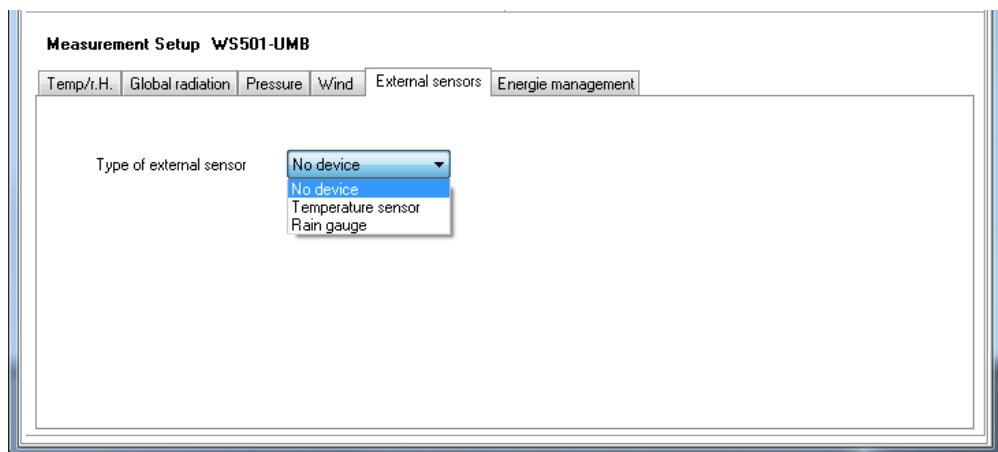 Measurement Setup WS501-UMB
Temp/r.H. Global radiation Pressure Wind External sensors Energie management
Type of external sensor No device
No device
Temperature sensor
Rain gauge